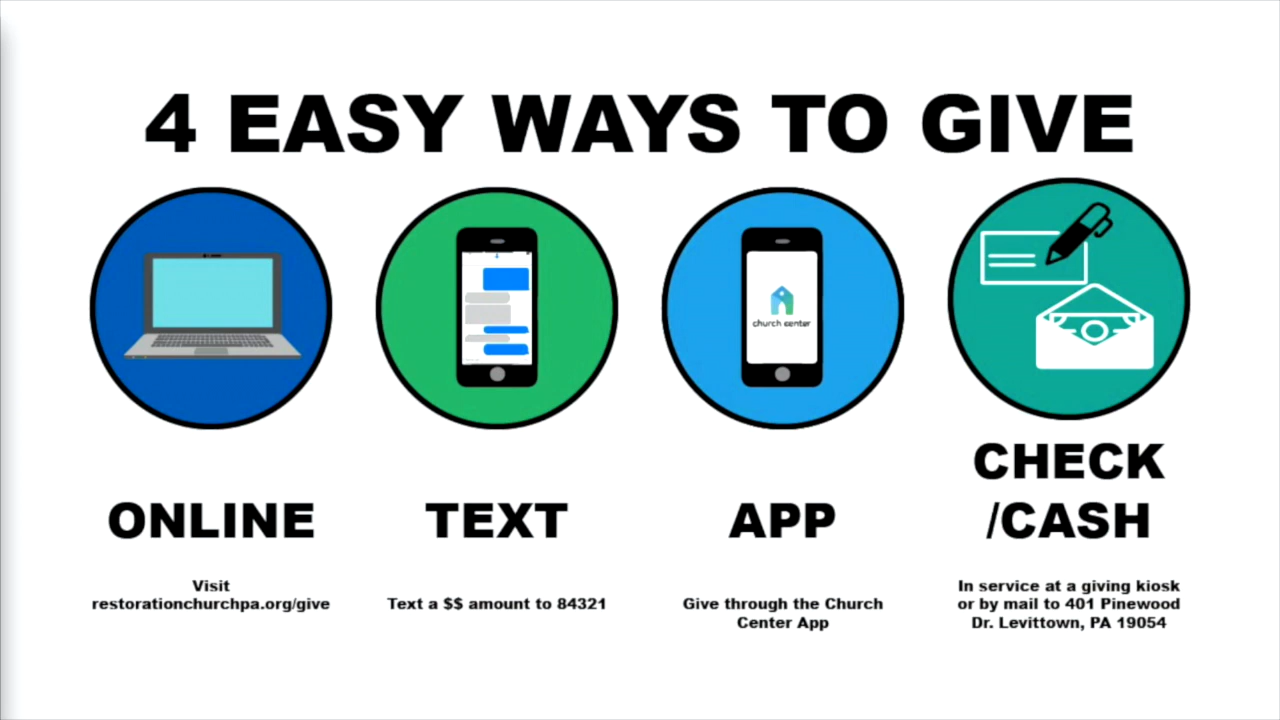 4 EASY WAYS TO GIVE
church center
ONLINE
Visit
restorationchurchpa.org/give
TEXT
Text a $$ amount to 84321
APP
Give through the Church
Center App
CHECK
/CASH
In service at a giving kiosk
or by mail to 401 Pinewood
Dr. Levittown, PA 19054